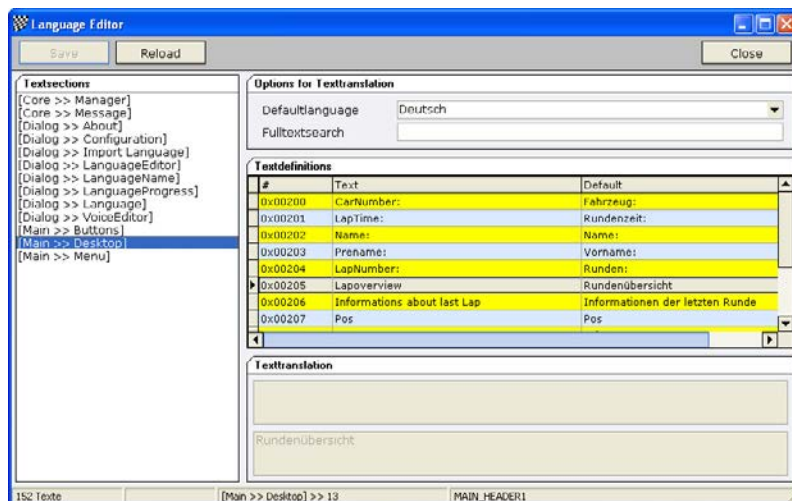 Language Editor
Save Reload Close
Textsections
[Core >> Manager]
[Core >> Message]
[Dialog >> About]
[Dialog >> Configuration]
[Dialog >> Import Language]
[Dialog >> LanguageEditor]
[Dialog >> LanguageName]
[Dialog >> LanguageProgress]
[Dialog >> Language]
[Dialog >> VoiceEditor]
[Main >> Buttons]
[Main >> Desktop]
[Main >> Menu]
Options for Texttranslation
Defaultlanguage Deutsch
Fulltextsearch
Textdefinitions
# Text Default
0x00200 CarNumber: Fahrzeug:
0x00201 LapTime: Rundenzeit:
0x00202 Name: Name:
0x00203 Prename: Vorname:
0x00204 LapNumber: Runden:
0x00205 Lapoverview Rundenübersicht
0x00206 Informations about last Lap Informationen der letzten Runde
0x00207 Pos Pos
Texttranslation
Rundenübersicht
152 Texte [Main >> Desktop] >> 13 MAIN_HEADER1